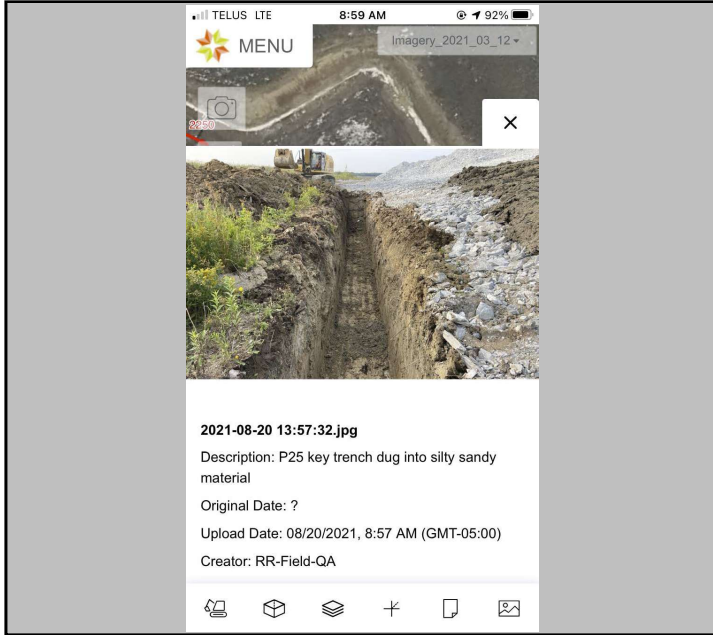 TELUS LTE 8:59 AM 92%
MENU
Imagery_2021_03_12
2250
2021-08-20 13:57:32.jpg
Description: P25 key trench dug into silty sandy
material
Original Date: ?
Upload Date: 08/20/2021, 8:57 AM (GMT-05:00)
Creator: RR-Field-QA